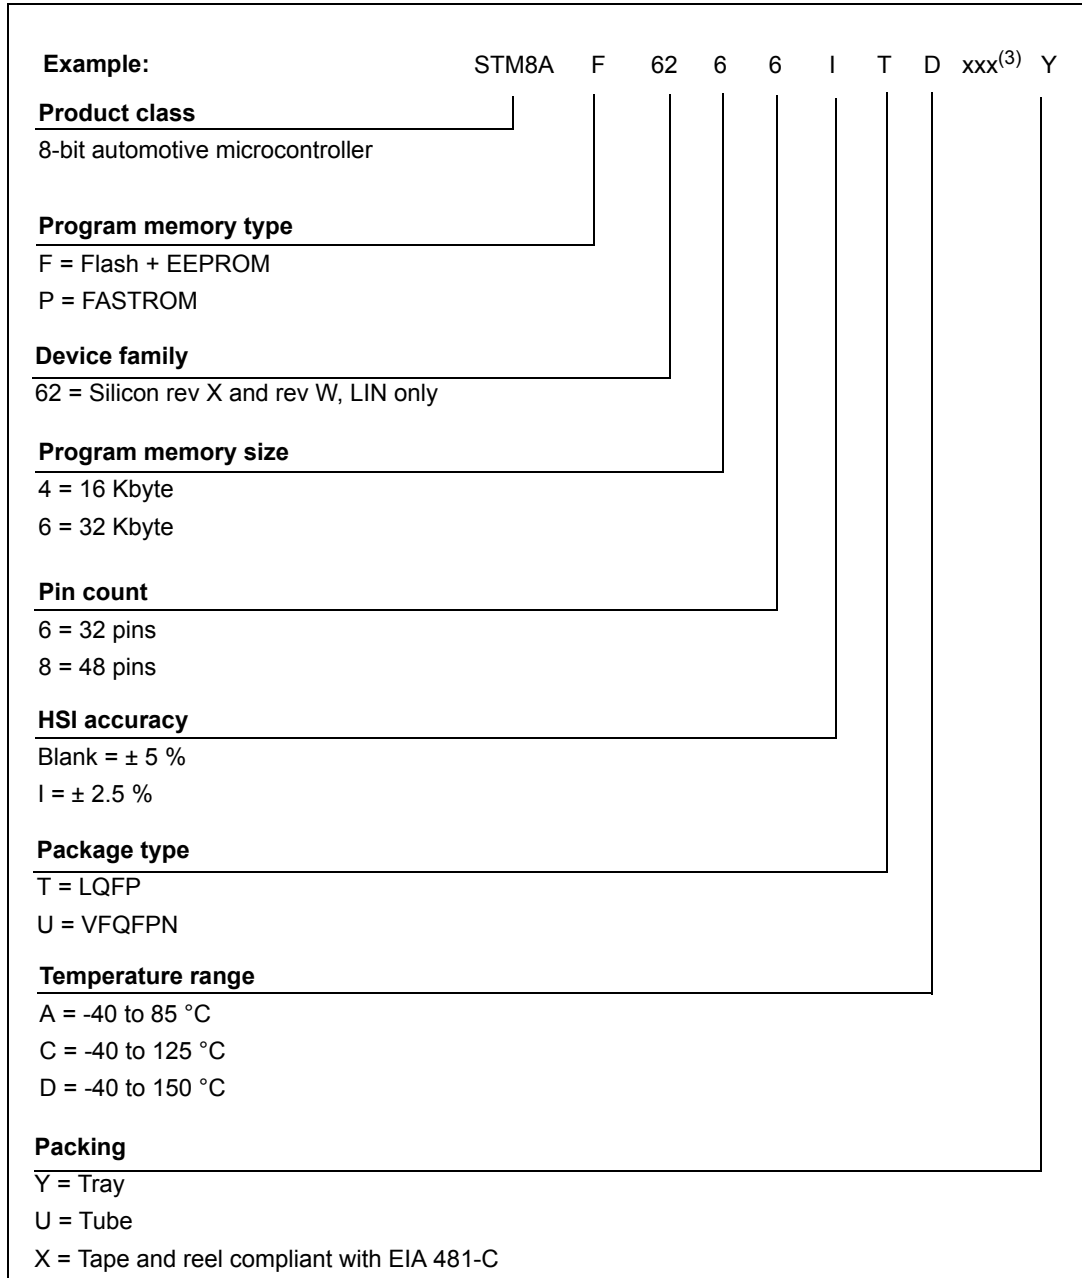 Example: STM8A F 62 6 6 I T D xxx(3) Y
Product class
8-bit automotive microcontroller
Program memory type
F = Flash + EEPROM
P = FASTROM
Device family
62 = Silicon rev X and rev W, LIN only
Program memory size
4 = 16 Kbyte
6 = 32 Kbyte
Pin count
6 = 32 pins
8 = 48 pins
HSI accuracy
Blank = ± 5 %
I = ± 2.5 %
Package type
T = LQFP
U = VFQFPN
Temperature range
A = -40 to 85 °C
C = -40 to 125 °C
D = -40 to 150 °C
Packing
Y = Tray
U = Tube
X = Tape and reel compliant with EIA 481-C